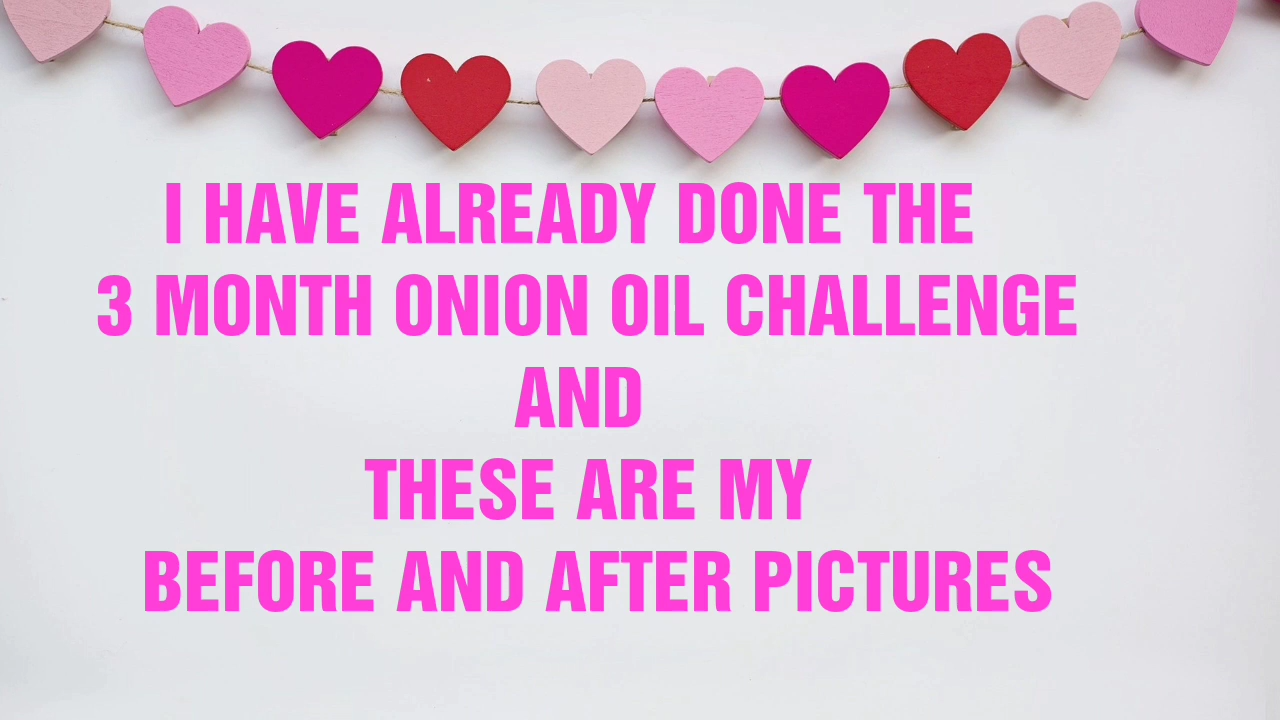 I HAVE ALREADY DONE THE
3 MONTH ONION OIL CHALLENGE
AND
THESE ARE MY
BEFORE AND AFTER PICTURES